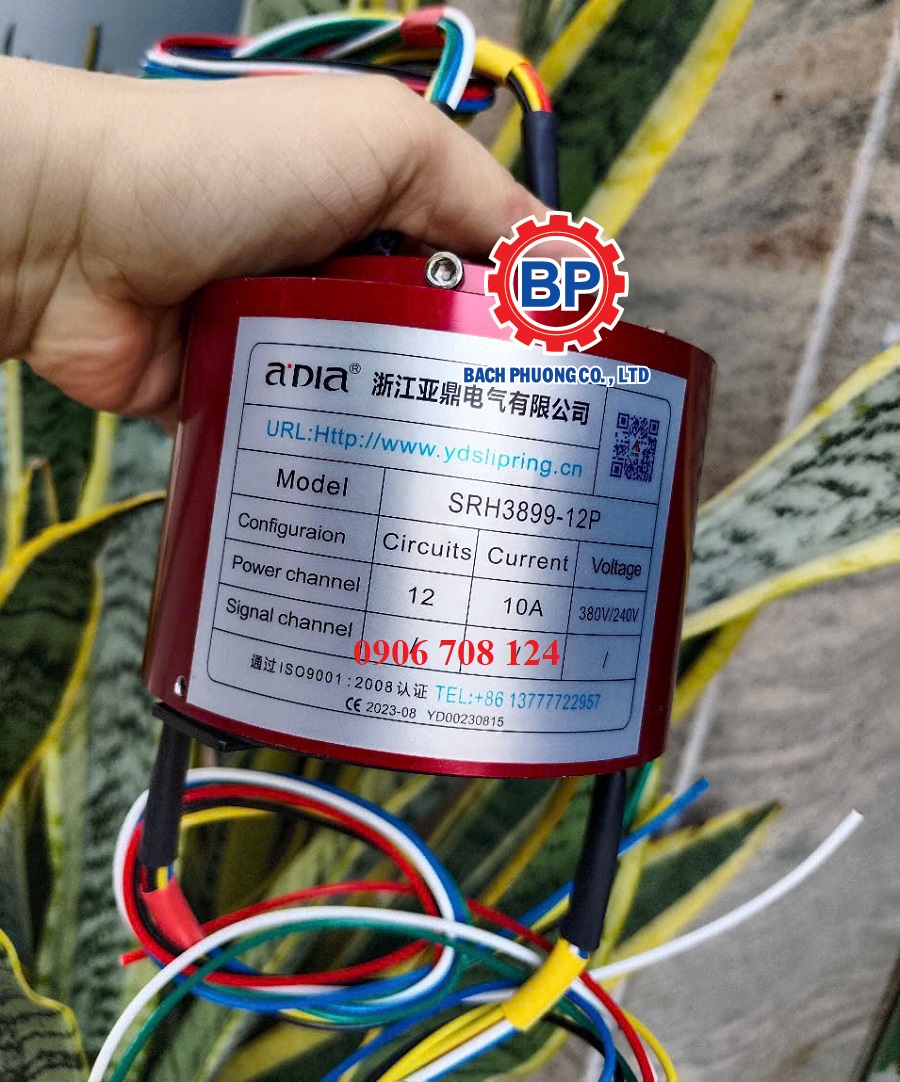 BP
BACH PHUONG CO., LTD
aDIA® 浙江亚鼎电气有限公司
URL:Http://www.ydslipring.cn
Model SRH3899-12P
Configuraion Circuits Current Voltage
Power channel 12 10A 380V/240V
Signal channel / /
0906 708 124
通过ISO9001:2008认证 TEL:+86 13777722957
CE 2023-08 YD00230815